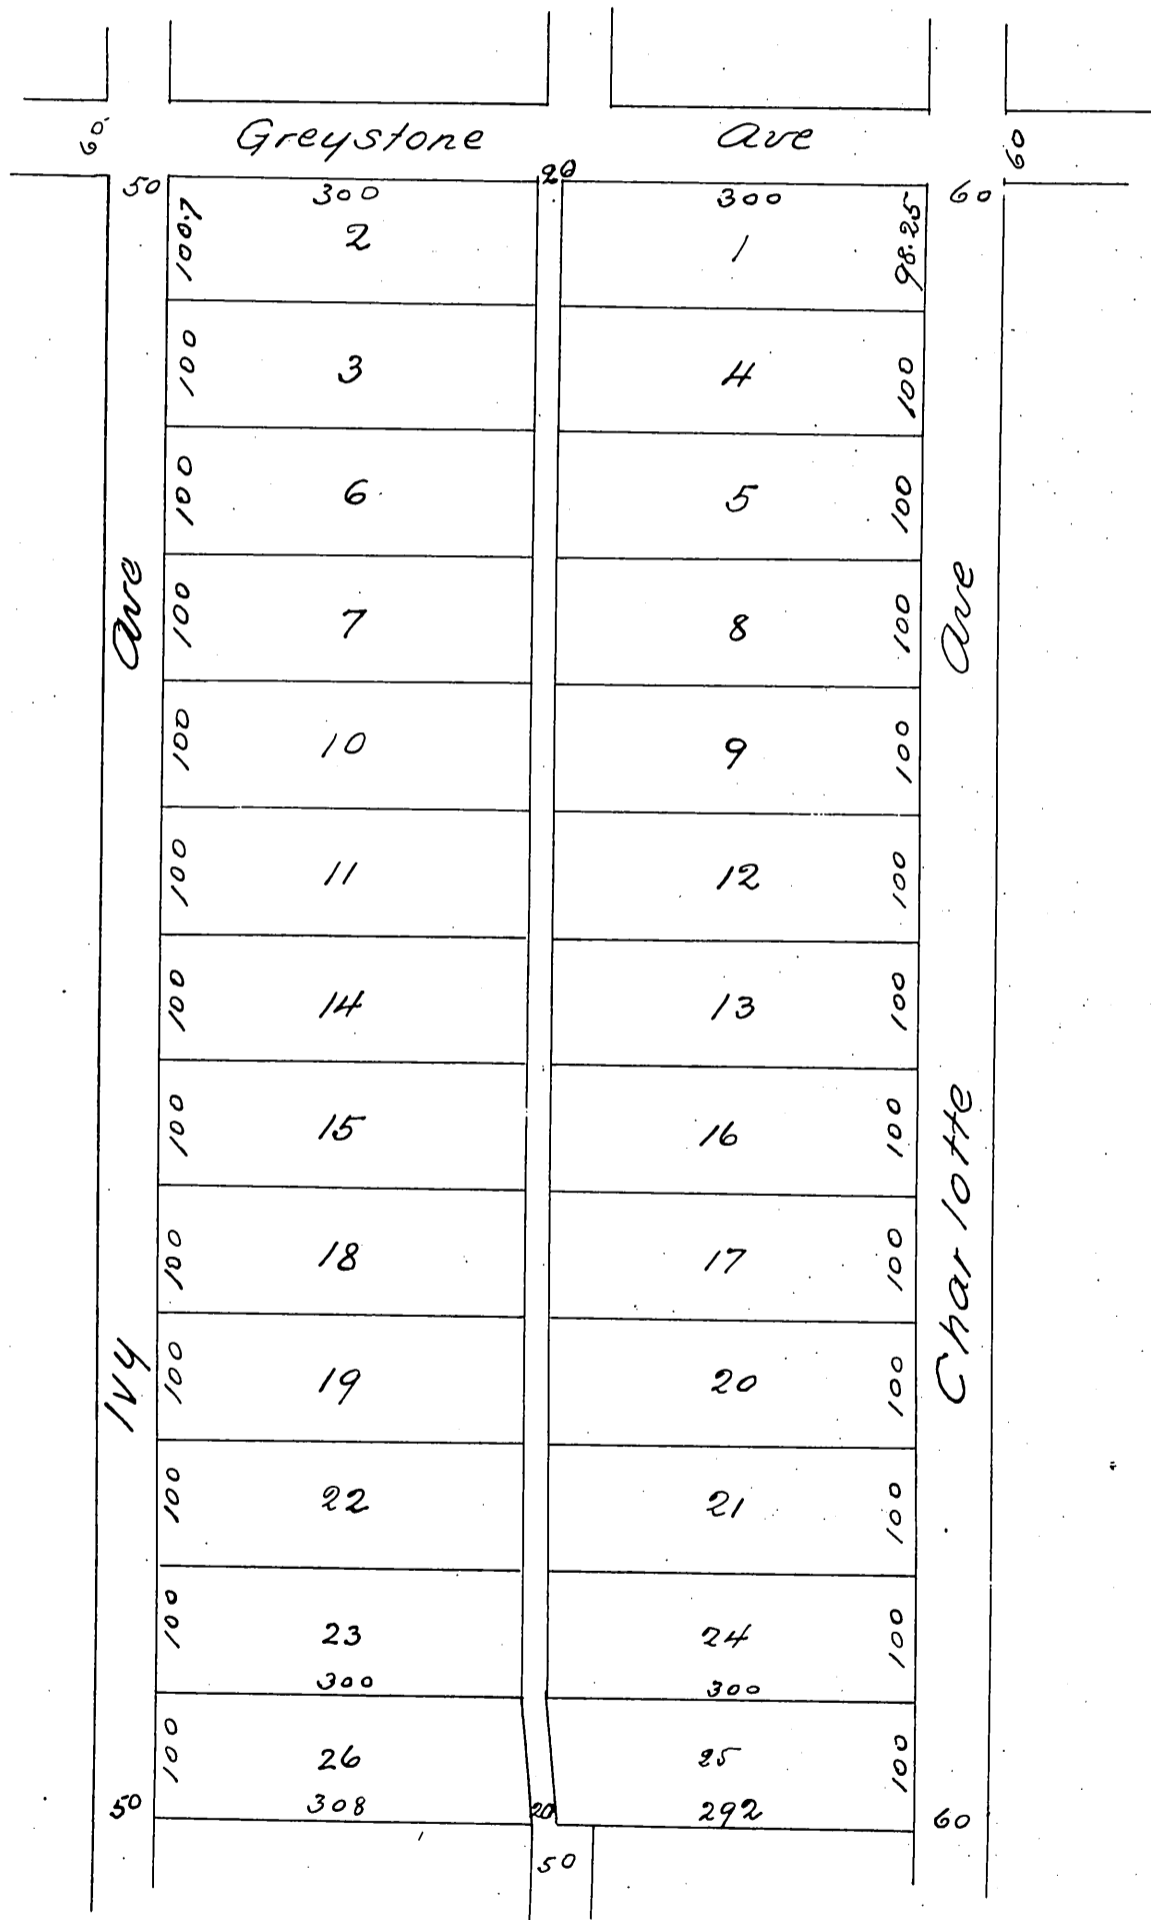 Greystone ave
60 60
50 300 20 300 60
100.1 2 1 98.25
100 3 4 100
100 6 5 100
100 7 8 100
100 10 9 100
100 11 12 100
100 14 13 100
100 15 16 100
100 18 17 100
100 19 20 100
100 22 21 100
100 23 24 100
300 300
100 26 25 100
50 308 20 292 60
50
Ivy Ave
Charlotte Ave